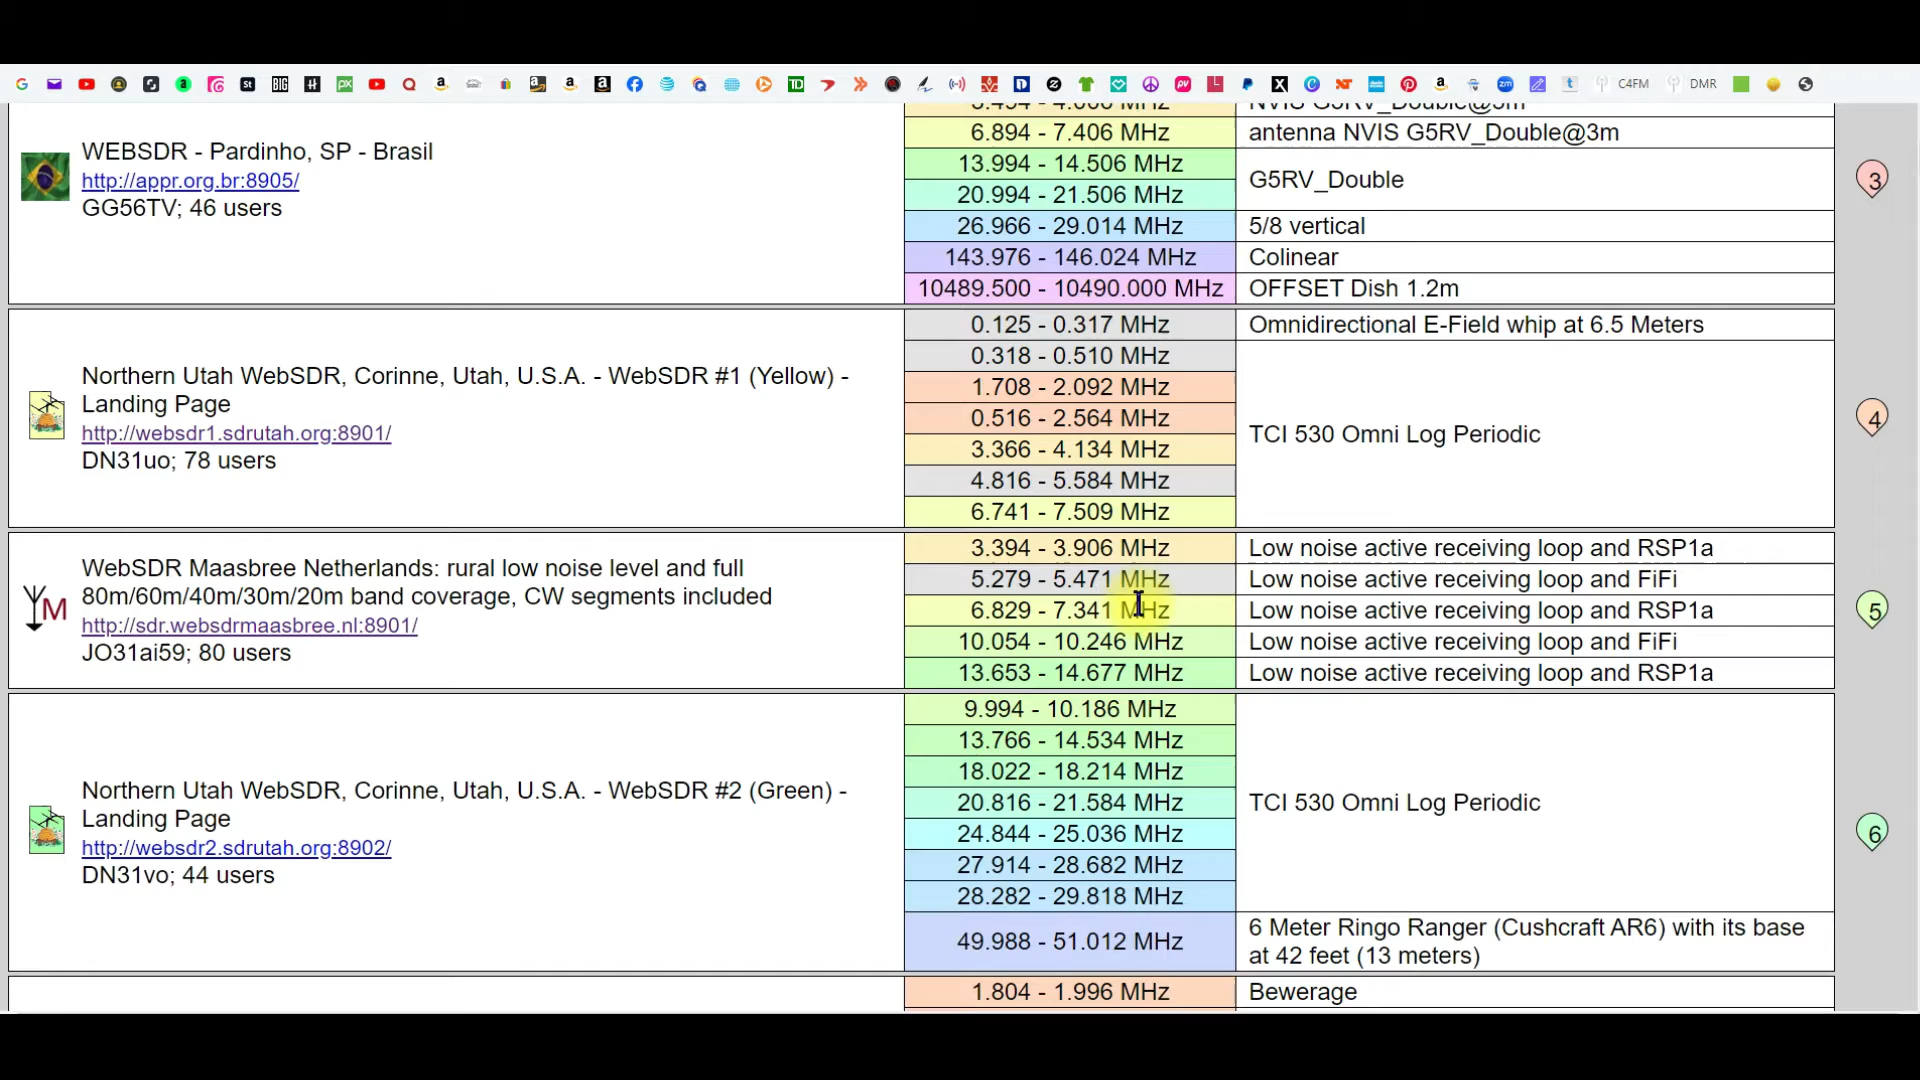 C4FM DMR
WEBSDR - Pardinho, SP - Brasil
http://appr.org.br:8905/
GG56TV; 46 users
3.494 - 4.006 MHz NVIS G5RV_Double@3m
6.894 - 7.406 MHz antenna NVIS G5RV_Double@3m
13.994 - 14.506 MHz
G5RV_Double
20.994 - 21.506 MHz
26.966 - 29.014 MHz 5/8 vertical
143.976 - 146.024 MHz Colinear
10489.500 - 10490.000 MHz OFFSET Dish 1.2m
3
Northern Utah WebSDR, Corinne, Utah, U.S.A. - WebSDR #1 (Yellow) -
Landing Page
http://websdr1.sdrutah.org:8901/
DN31uo; 78 users
0.125 - 0.317 MHz Omnidirectional E-Field whip at 6.5 Meters
0.318 - 0.510 MHz
1.708 - 2.092 MHz
0.516 - 2.564 MHz
TCI 530 Omni Log Periodic
3.366 - 4.134 MHz
4.816 - 5.584 MHz
6.741 - 7.509 MHz
4
WebSDR Maasbree Netherlands: rural low noise level and full
80m/60m/40m/30m/20m band coverage, CW segments included
http://sdr.websdrmaasbree.nl:8901/
JO31ai59; 80 users
3.394 - 3.906 MHz Low noise active receiving loop and RSP1a
5.279 - 5.471 MHz Low noise active receiving loop and FiFi
6.829 - 7.341 MHz Low noise active receiving loop and RSP1a
10.054 - 10.246 MHz Low noise active receiving loop and FiFi
13.653 - 14.677 MHz Low noise active receiving loop and RSP1a
5
Northern Utah WebSDR, Corinne, Utah, U.S.A. - WebSDR #2 (Green) -
Landing Page
http://websdr2.sdrutah.org:8902/
DN31vo; 44 users
9.994 - 10.186 MHz
13.766 - 14.534 MHz
18.022 - 18.214 MHz
20.816 - 21.584 MHz
TCI 530 Omni Log Periodic
24.844 - 25.036 MHz
27.914 - 28.682 MHz
28.282 - 29.818 MHz
49.988 - 51.012 MHz
6 Meter Ringo Ranger (Cushcraft AR6) with its base
at 42 feet (13 meters)
6
1.804 - 1.996 MHz Bewerage